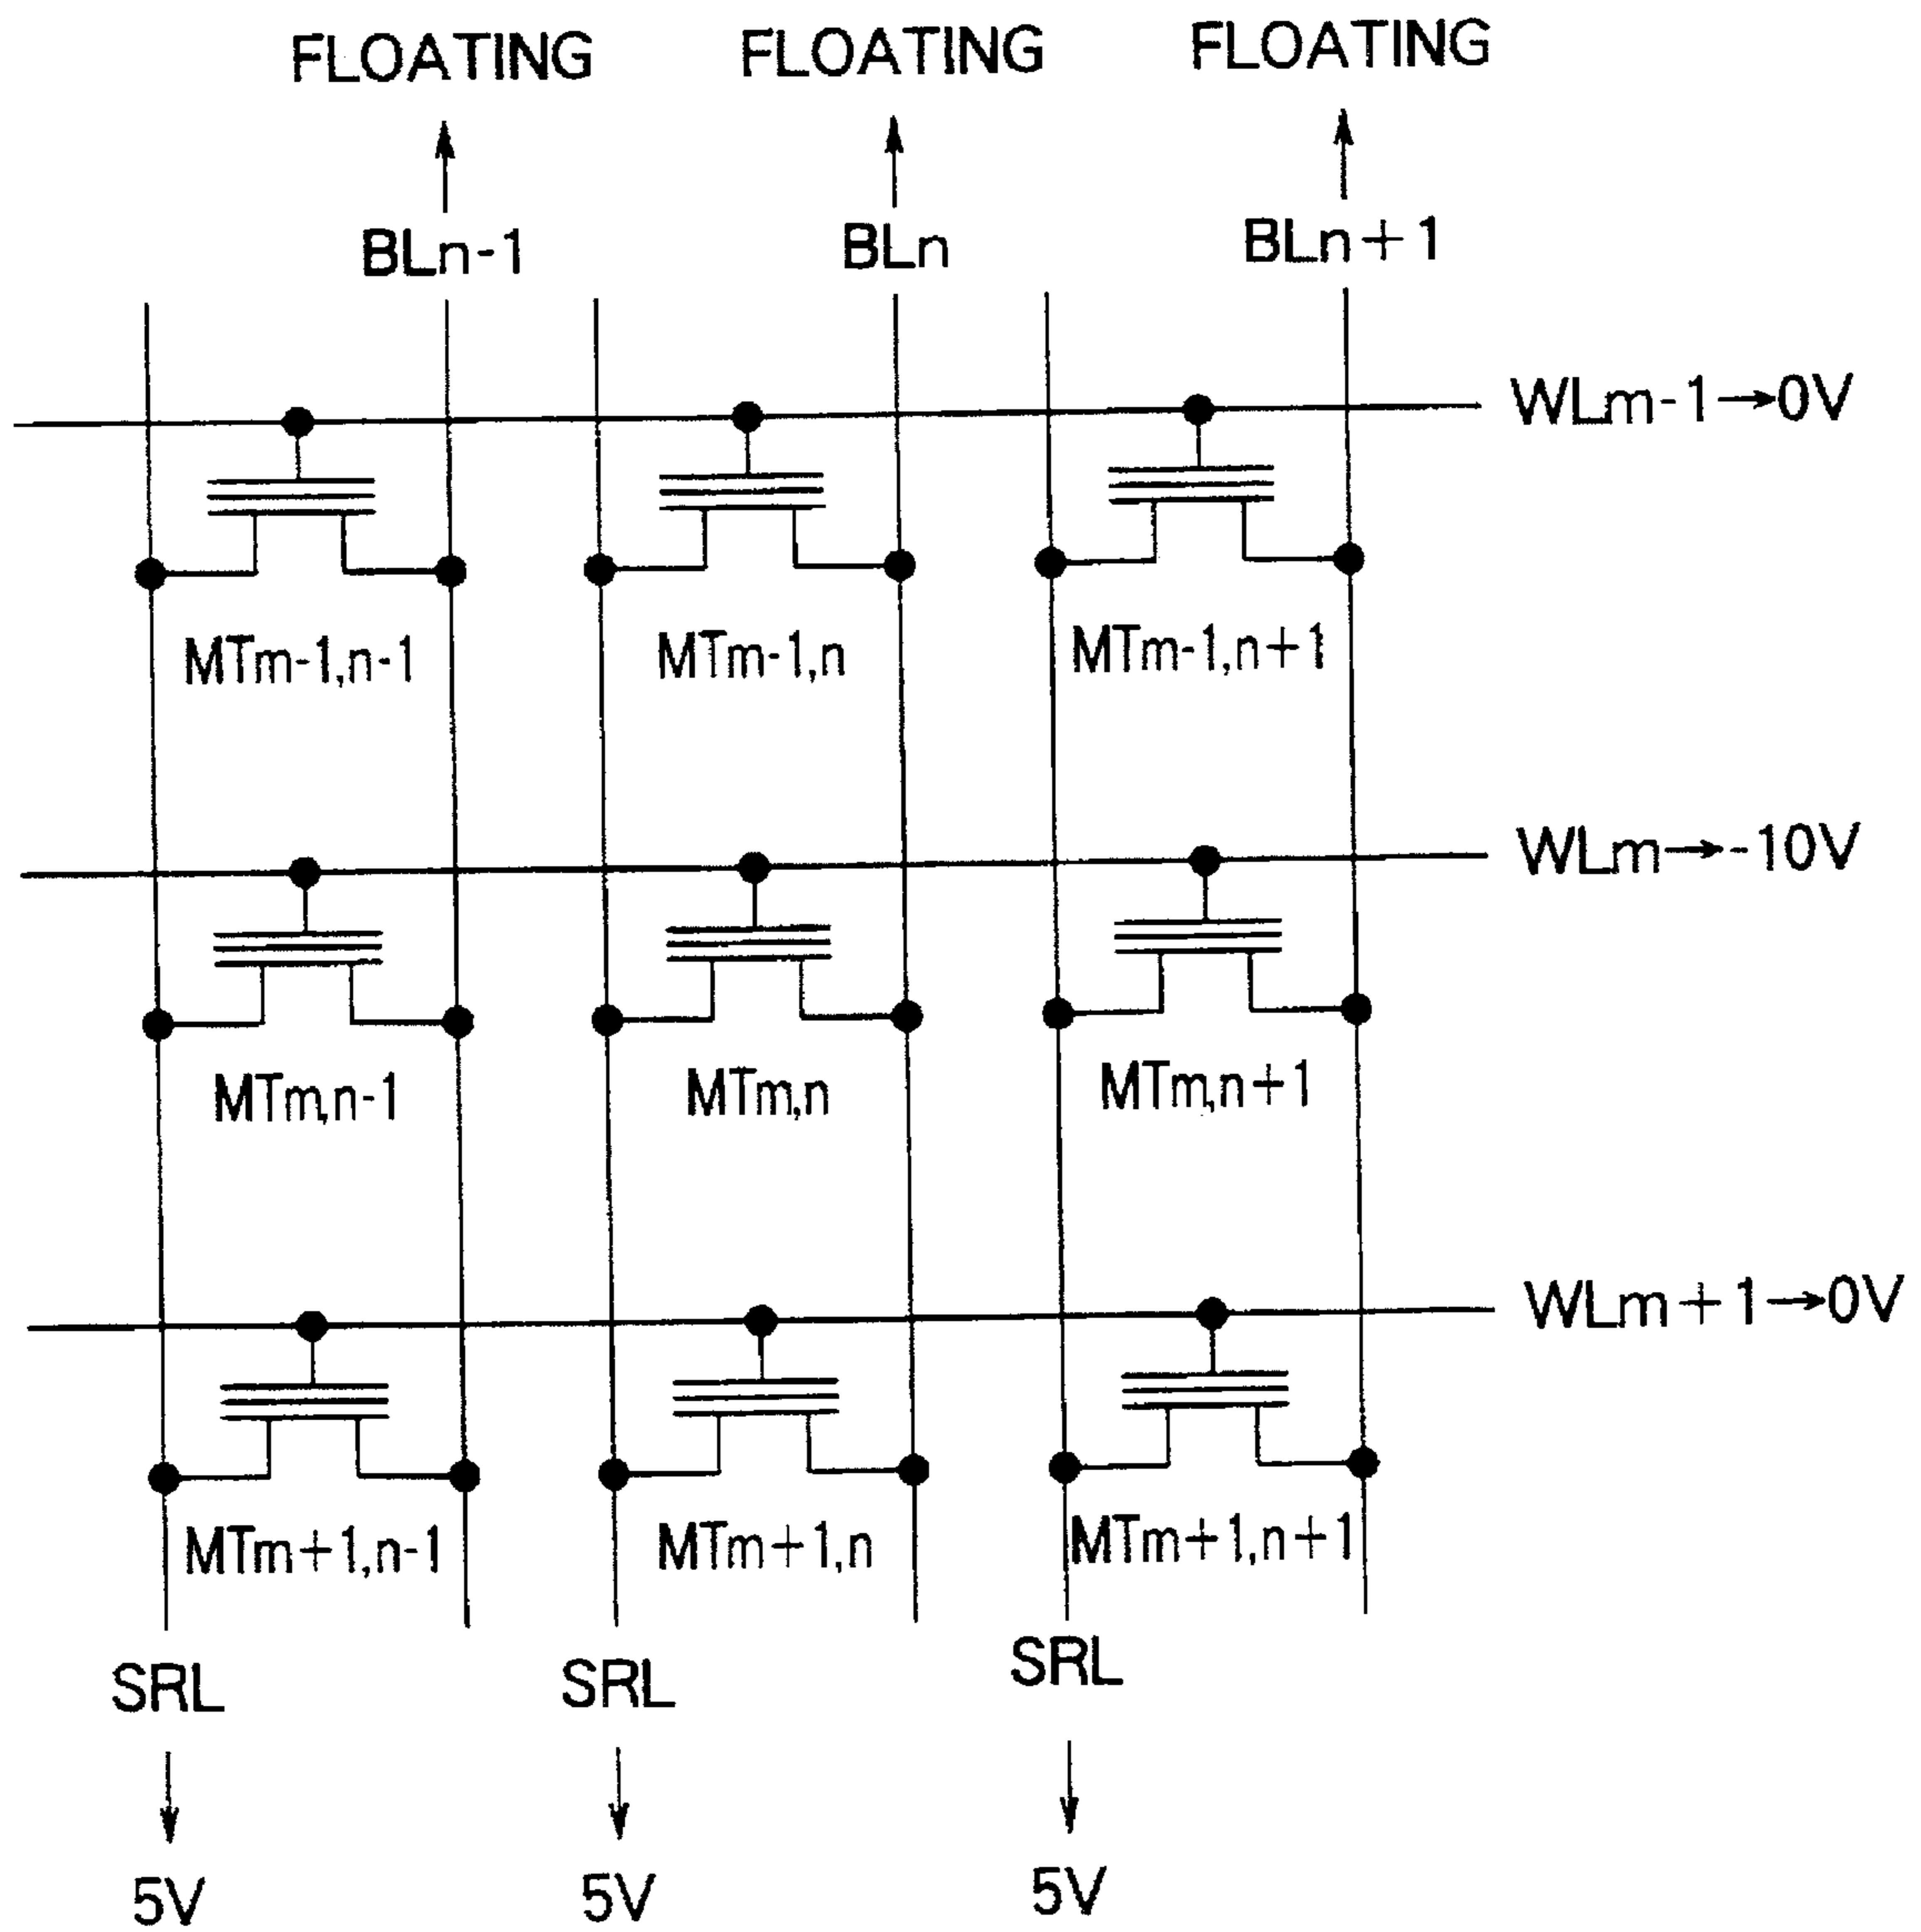 FLOATING FLOATING FLOATING
BLn-1 BLn BLn+1
WLm-1→0V
MTm-1,n-1 MTm-1,n MTm-1,n+1
WLm→-10V
MTm,n-1 MTm,n MTm,n+1
WLm+1→0V
MTm+1,n-1 MTm+1,n MTm+1,n+1
SRL SRL SRL
5V 5V 5V